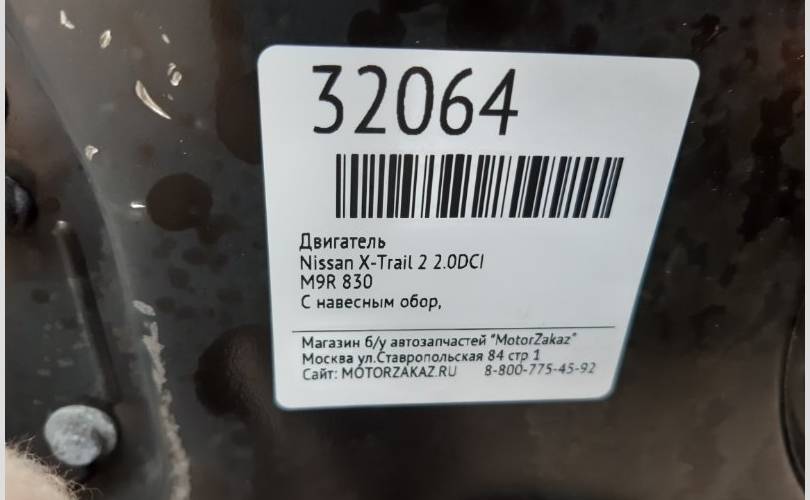 32064
Двигатель
Nissan X-Trail 2 2.0DCI
M9R 830
С навесным обор,
Магазин б/у автозапчастей "MotorZakaz"
Москва ул.Ставропольская 84 стр 1
Сайт: MOTORZAKAZ.RU 8-800-775-45-92